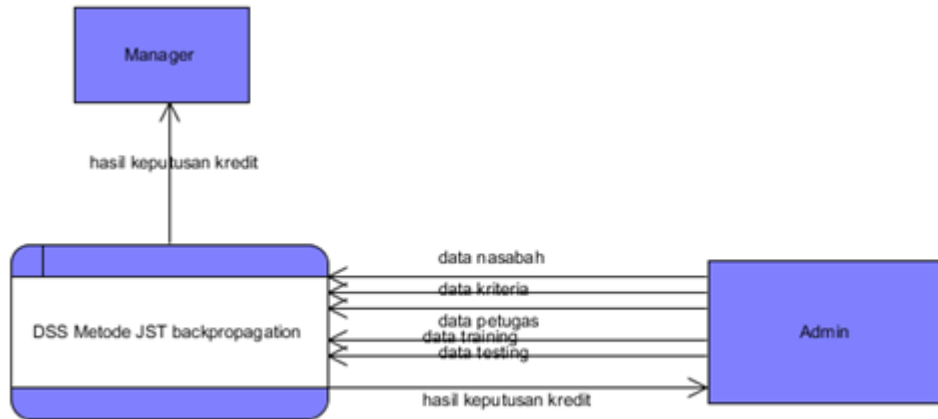 Manager
hasil keputusan kredit
data nasabah
data kriteria
data petugas
data training
data testing
DSS Metode JST backpropagation
Admin
hasil keputusan kredit